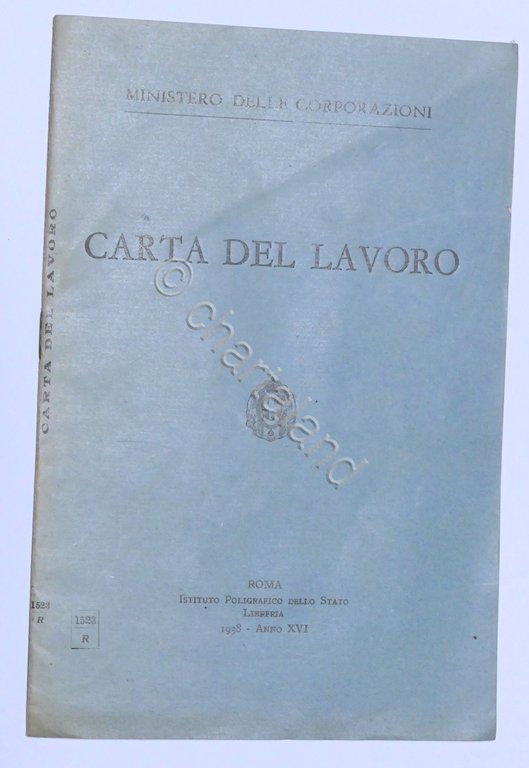 MINISTERO DELLE CORPORAZIONI
CARTA DEL LAVORO
© chartaland
ROMA
ISTITUTO POLIGRAFICO DELLO STATO
LIBRERIA
1938 - ANNO XVI
CARTA DEL LAVORO
1523
R
1523
R